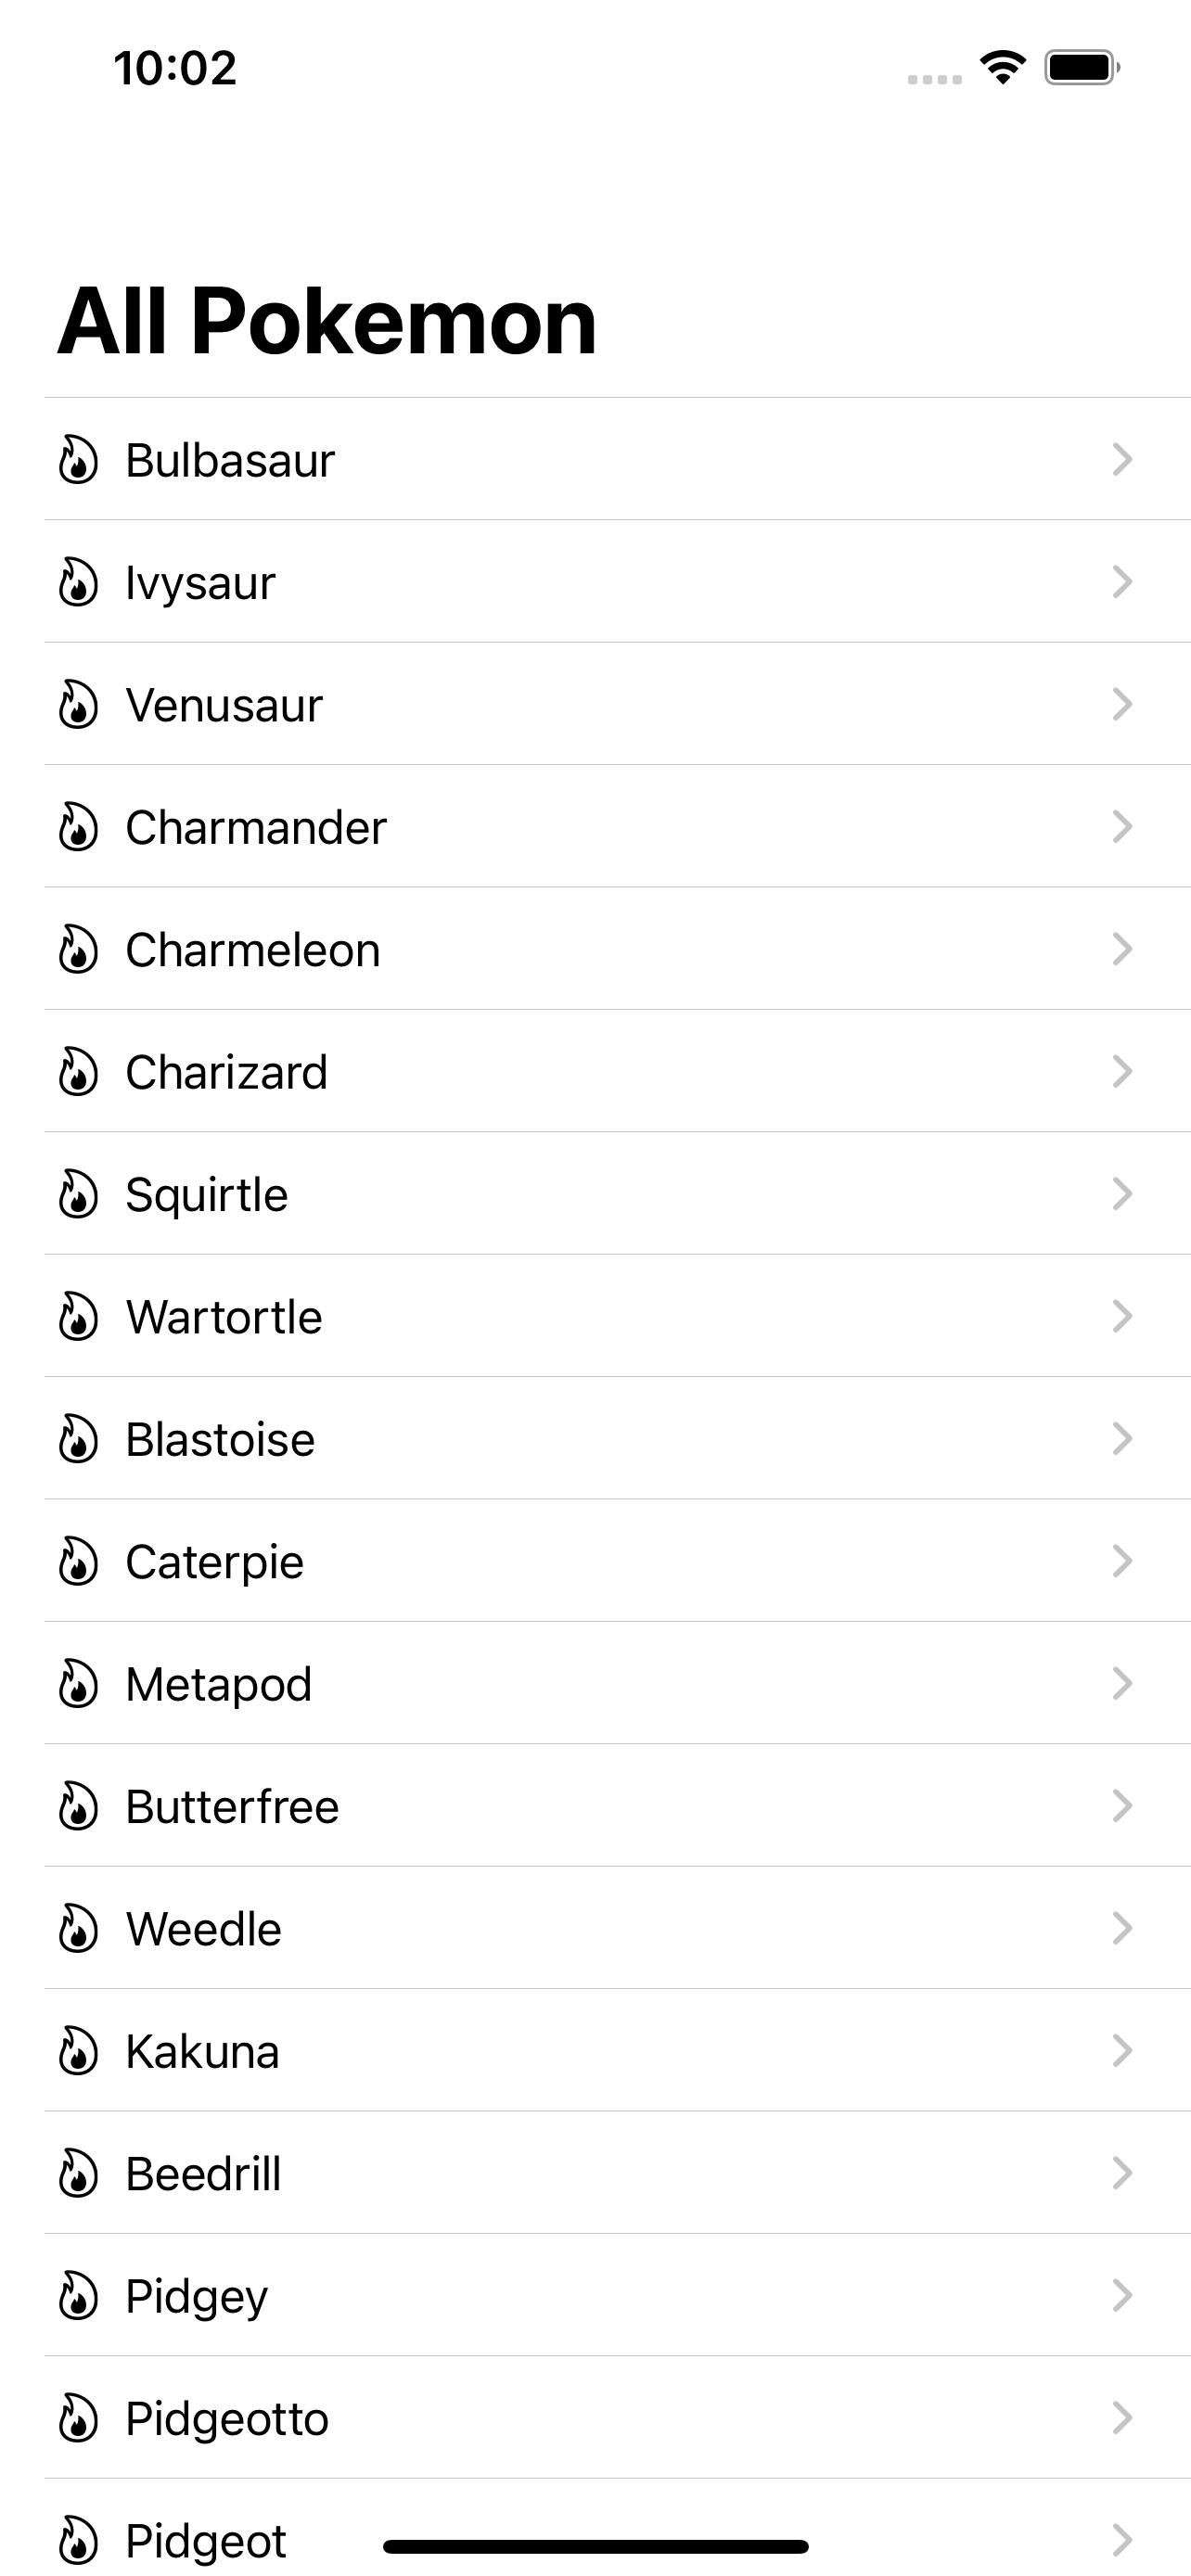 10:02
All Pokemon
Bulbasaur
Ivysaur
Venusaur
Charmander
Charmeleon
Charizard
Squirtle
Wartortle
Blastoise
Caterpie
Metapod
Butterfree
Weedle
Kakuna
Beedrill
Pidgey
Pidgeotto
Pidgeot